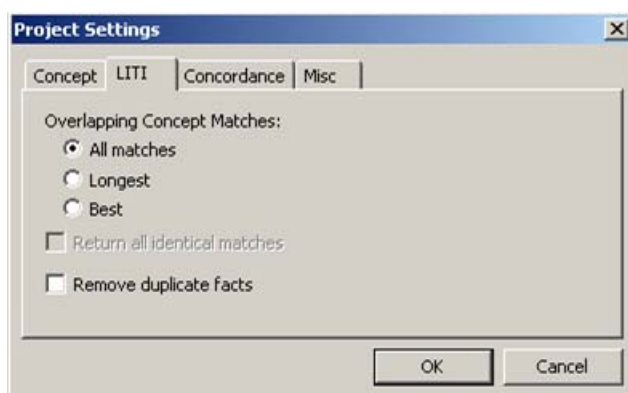 Project Settings
Concept LITI Concordance Misc
Overlapping Concept Matches:
All matches
Longest
Best
Return all identical matches
Remove duplicate facts
OK Cancel